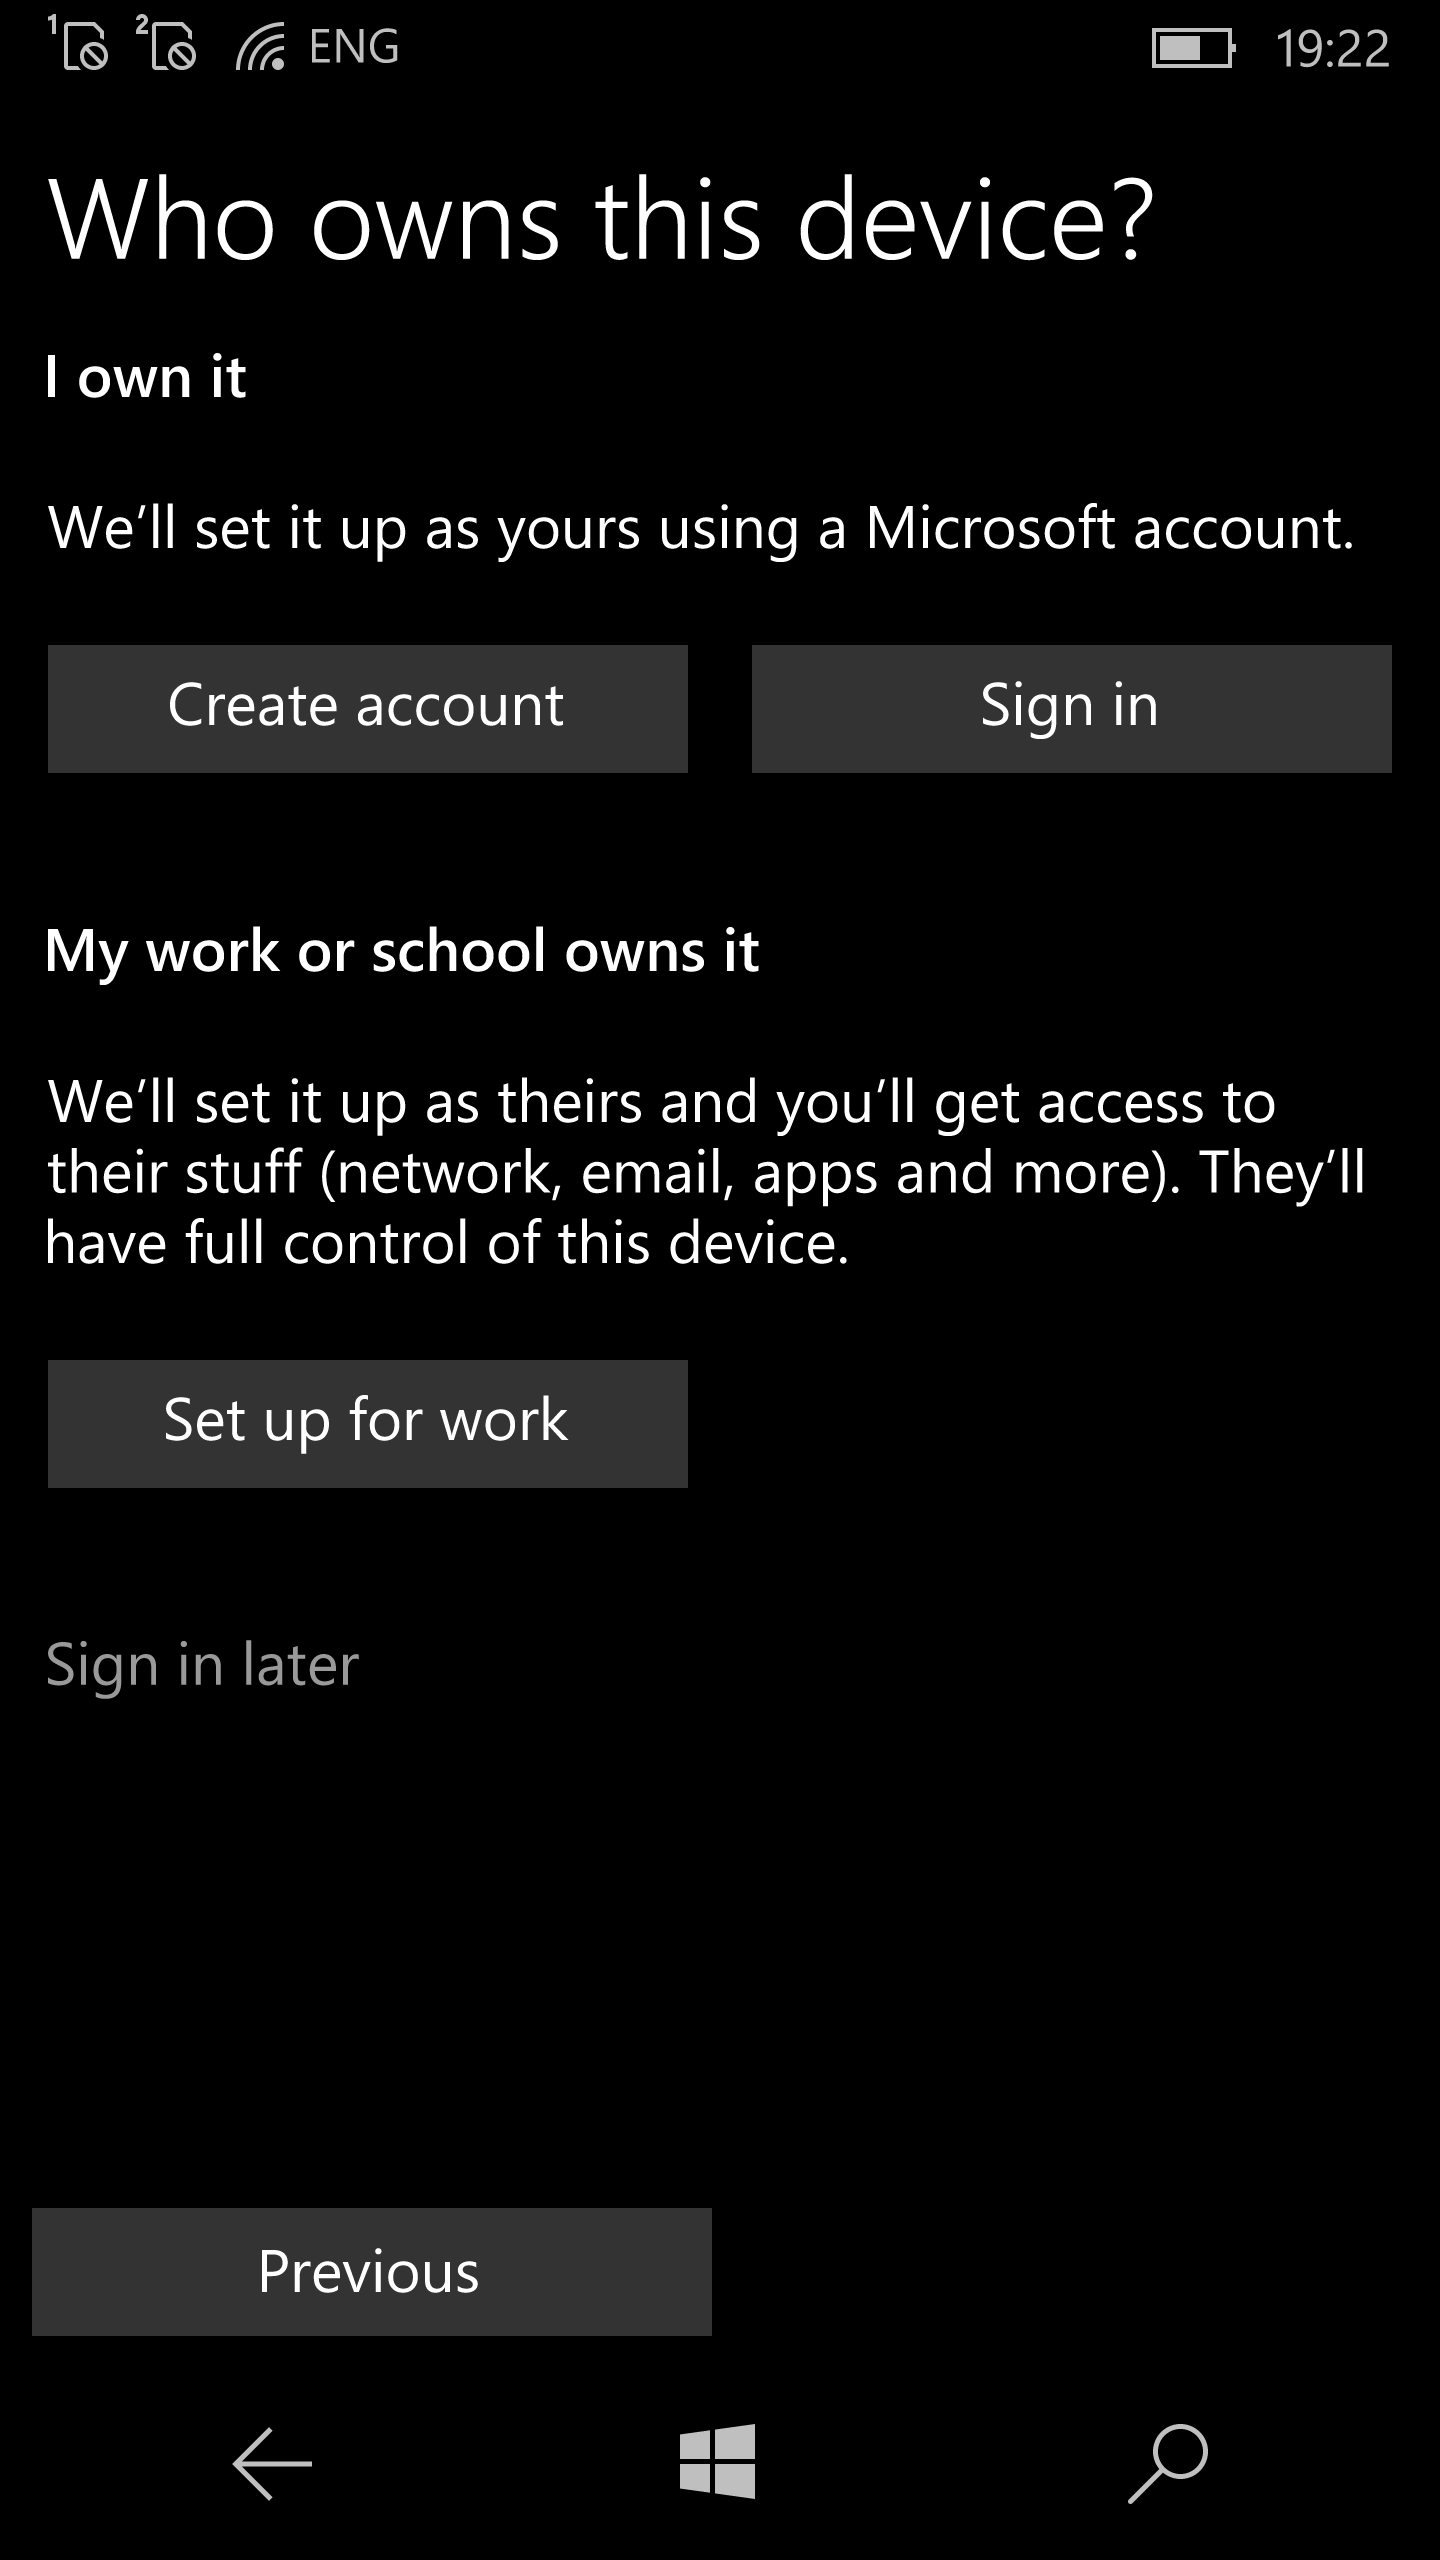 1 2 ENG 19:22
Who owns this device?
I own it
We’ll set it up as yours using a Microsoft account.
Create account
Sign in
My work or school owns it
We’ll set it up as theirs and you’ll get access to
their stuff (network, email, apps and more). They’ll
have full control of this device.
Set up for work
Sign in later
Previous